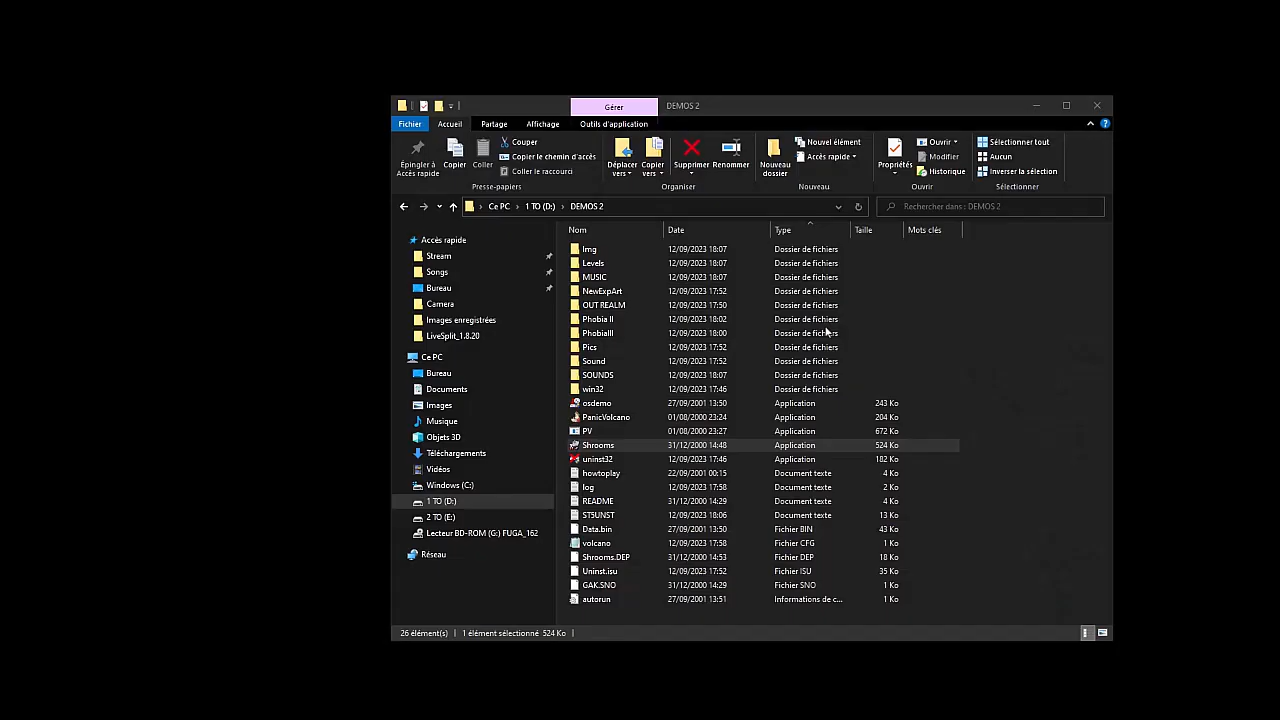 Gérer
DEMOS 2
Fichier
Accueil
Partage
Affichage
Outils d'application
Épingler à Accès rapide
Copier
Coller
Couper
Copier le chemin d'accès
Coller le raccourci
Presse-papiers
Déplacer vers
Copier vers
Supprimer
Renommer
Organiser
Nouveau dossier
Nouvel élément
Accès rapide
Nouveau
Propriétés
Ouvrir
Modifier
Historique
Ouvrir
Sélectionner tout
Aucun
Inverser la sélection
Sélectionner
Ce PC > 1 TO (D:) > DEMOS 2
Rechercher dans : DEMOS 2
Accès rapide
Stream
Songs
Bureau
Camera
Images enregistrées
LiveSplit_1.8.20
Ce PC
Bureau
Documents
Images
Musique
Objets 3D
Téléchargements
Vidéos
Windows (C:)
1 TO (D:)
2 TO (E:)
Lecteur BD-ROM (G:) FUGA_162
Réseau
Nom Date Type Taille Mots clés
Img 12/09/2023 18:07 Dossier de fichiers
Levels 12/09/2023 18:07 Dossier de fichiers
MUSIC 12/09/2023 18:07 Dossier de fichiers
NewExpArt 12/09/2023 17:52 Dossier de fichiers
OUT REALM 12/09/2023 17:50 Dossier de fichiers
Phobia II 12/09/2023 18:02 Dossier de fichiers
PhobiaIII 12/09/2023 18:00 Dossier de fichiers
Pics 12/09/2023 17:52 Dossier de fichiers
Sound 12/09/2023 17:52 Dossier de fichiers
SOUNDS 12/09/2023 18:07 Dossier de fichiers
win32 12/09/2023 17:46 Dossier de fichiers
osdemo 27/09/2001 13:50 Application 243 Ko
PanicVolcano 01/08/2000 23:24 Application 204 Ko
PV 01/08/2000 23:27 Application 672 Ko
Shrooms 31/12/2000 14:48 Application 524 Ko
uninst32 12/09/2023 17:46 Application 182 Ko
howtoplay 22/09/2001 00:15 Document texte 4 Ko
log 12/09/2023 17:58 Document texte 2 Ko
README 31/12/2000 14:29 Document texte 4 Ko
ST5UNST 12/09/2023 18:06 Document texte 13 Ko
Data.bin 27/09/2001 13:50 Fichier BIN 43 Ko
volcano 12/09/2023 17:58 Fichier CFG 1 Ko
Shrooms.DEP 31/12/2000 14:53 Fichier DEP 18 Ko
Uninst.isu 12/09/2023 17:52 Fichier ISU 35 Ko
GAK.SNO 31/12/2000 14:29 Fichier SNO 1 Ko
autorun 27/09/2001 13:51 Informations de c... 1 Ko
26 élément(s) 1 élément sélectionné 524 Ko